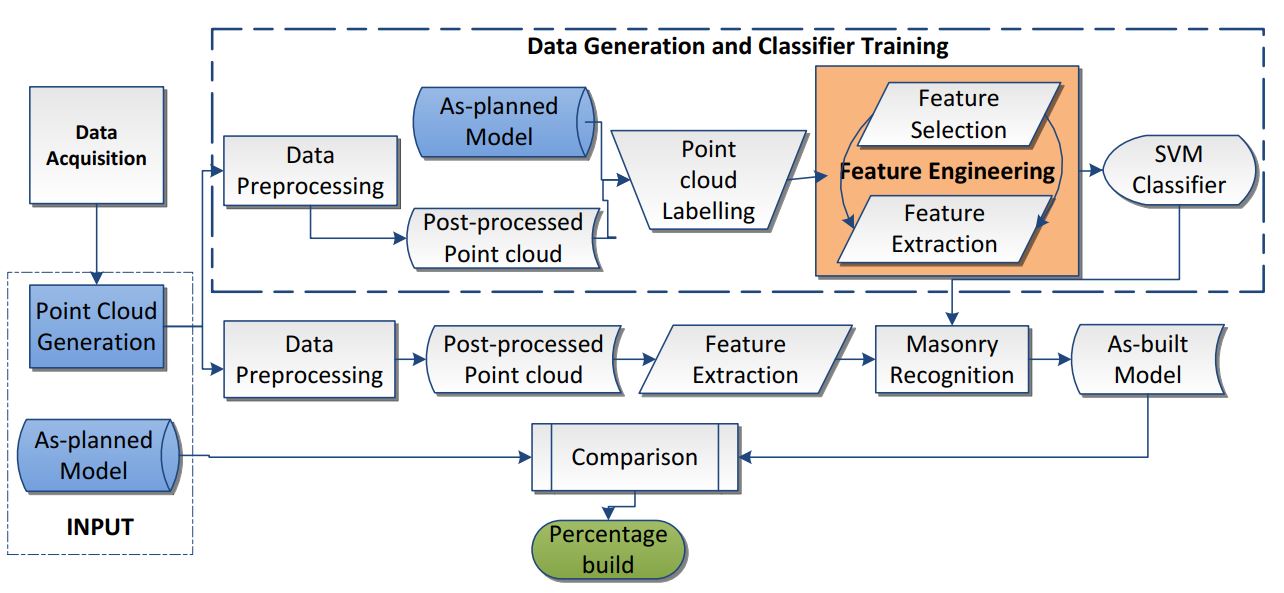 Data Generation and Classifier Training
Data
Acquisition
As-planned
Model
Data
Preprocessing
Post-processed
Point cloud
Point
cloud
Labelling
Feature
Selection
Feature Engineering
Feature
Extraction
SVM
Classifier
Point Cloud
Generation
Data
Preprocessing
Post-processed
Point cloud
Feature
Extraction
Masonry
Recognition
As-built
Model
As-planned
Model
INPUT
Comparison
Percentage
build